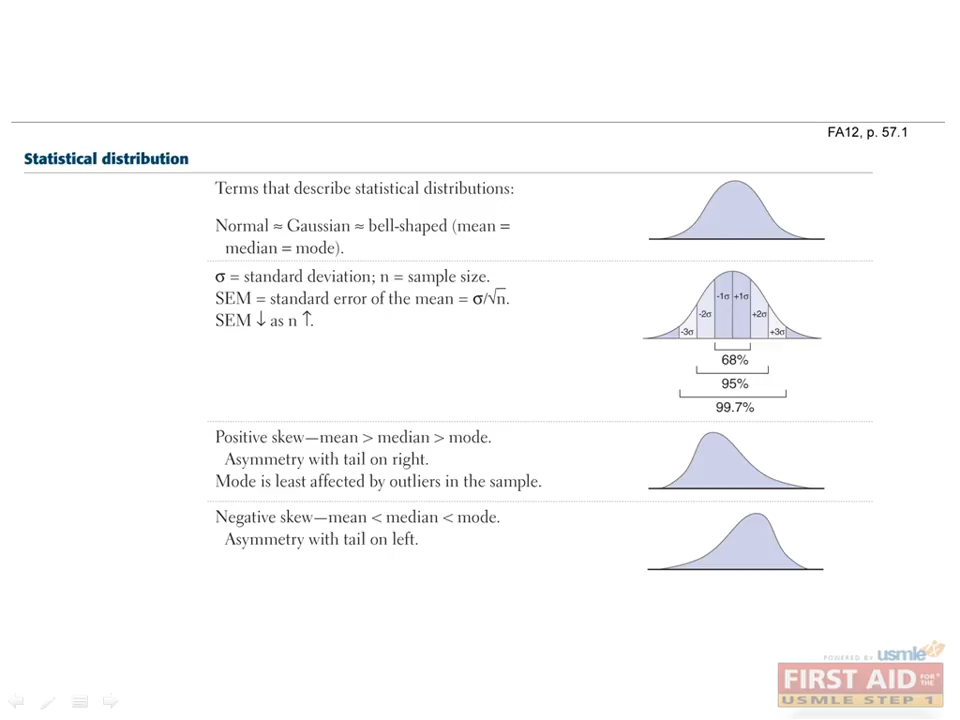 FA12, p. 57.1
Statistical distribution
Terms that describe statistical distributions:
Normal ≈ Gaussian ≈ bell-shaped (mean =
median = mode).
σ = standard deviation; n = sample size.
SEM = standard error of the mean = σ/√n.
SEM ↓ as n ↑.
-1σ +1σ
-2σ +2σ
-3σ +3σ
68%
95%
99.7%
Positive skew—mean > median > mode.
Asymmetry with tail on right.
Mode is least affected by outliers in the sample.
Negative skew—mean < median < mode.
Asymmetry with tail on left.
POWERED BY usmle
FIRST AID FOR THE
USMLE STEP 1